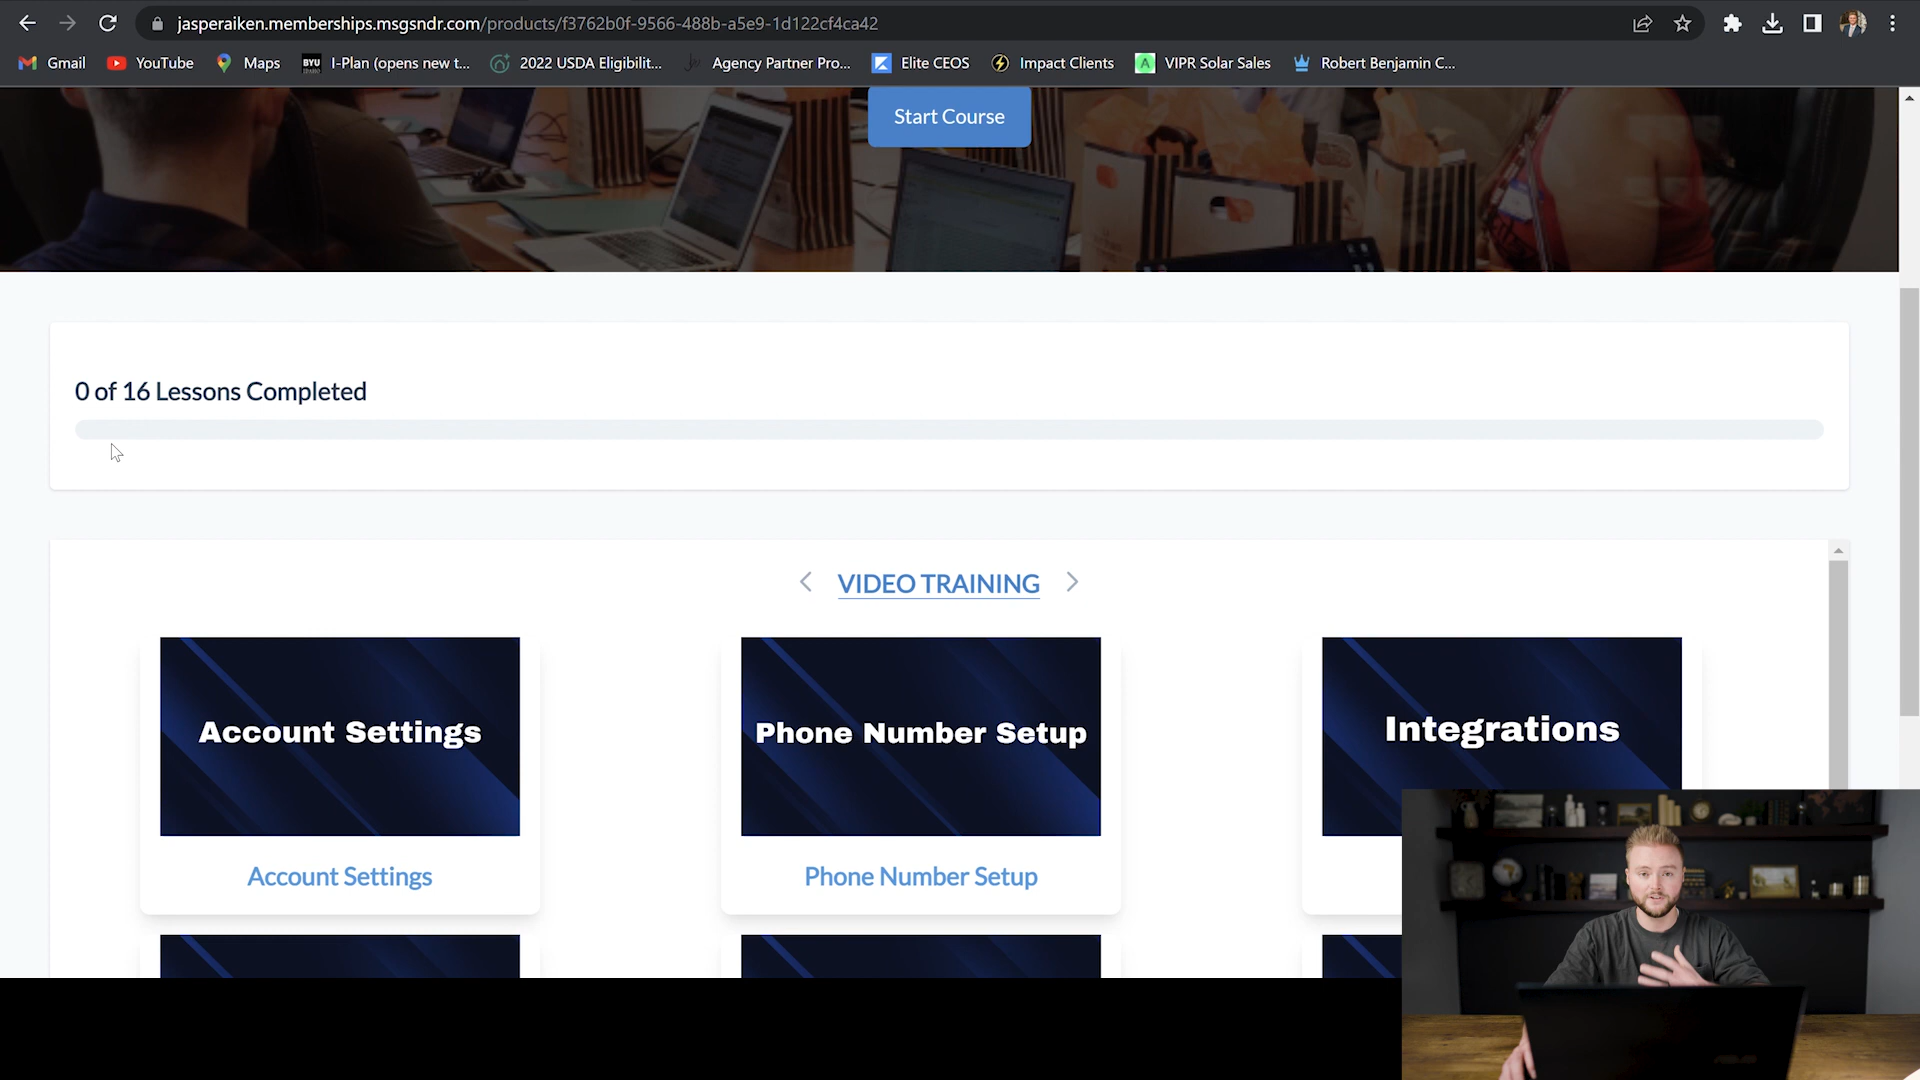 jasperaiken.memberships.msgsndr.com/products/f3762b0f-9566-488b-a5e9-1d122cf4ca42
Gmail YouTube Maps BYU IDAHO I-Plan (opens new t... 2022 USDA Eligibilit... Agency Partner Pro... Elite CEOS Impact Clients A VIPR Solar Sales Robert Benjamin C...
Start Course
0 of 16 Lessons Completed
VIDEO TRAINING
Account Settings
Phone Number Setup
Integrations
Account Settings
Phone Number Setup